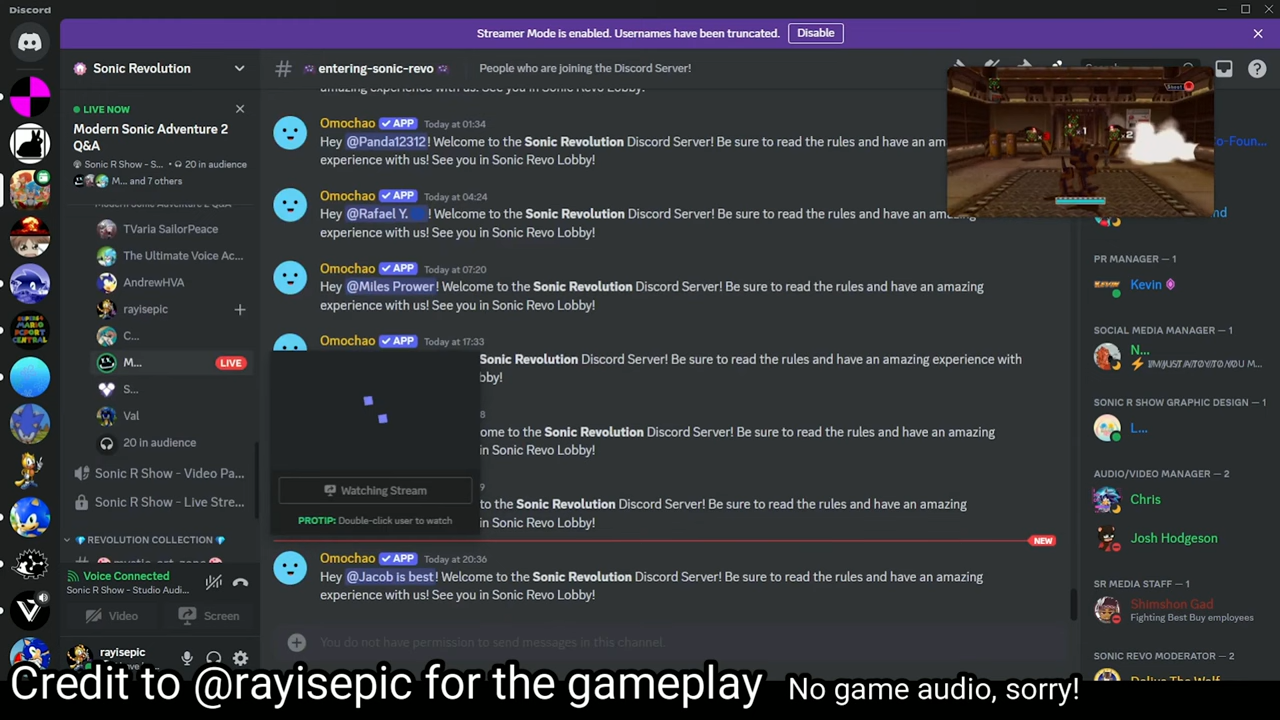 Discord
Streamer Mode is enabled. Usernames have been truncated.
Disable
Sonic Revolution
# entering-sonic-revo
People who are joining the Discord Server!
LIVE NOW
Modern Sonic Adventure 2
Q&A
Sonic R Show - S... • 20 in audience
M... and 7 others
TVaria SailorPeace
The Ultimate Voice Ac...
AndrewHVA
rayisepic
C...
M...
LIVE
S...
Val
20 in audience
Sonic R Show - Video Pa...
Sonic R Show - Live Stre...
REVOLUTION COLLECTION
Voice Connected
Sonic R Show - Studio Audi...
Video
Screen
rayisepic
amazing experience with us! See you in Sonic Revo Lobby!
Omochao APP Today at 01:34
Hey @Panda12312! Welcome to the Sonic Revolution Discord Server! Be sure to read the rules and have an
experience with us! See you in Sonic Revo Lobby!
Omochao APP Today at 04:24
Hey @Rafael Y. ! Welcome to the Sonic Revolution Discord Server! Be sure to read the rules and have an amazing
experience with us! See you in Sonic Revo Lobby!
Omochao APP Today at 07:20
Hey @Miles Prower! Welcome to the Sonic Revolution Discord Server! Be sure to read the rules and have an amazing
experience with us! See you in Sonic Revo Lobby!
Omochao APP Today at 17:33
Sonic Revolution Discord Server! Be sure to read the rules and have an amazing experience with
by!
8
ome to the Sonic Revolution Discord Server! Be sure to read the rules and have an amazing
n Sonic Revo Lobby!
9
to the Sonic Revolution Discord Server! Be sure to read the rules and have an amazing
n Sonic Revo Lobby!
Watching Stream
PROTIP: Double-click user to watch
NEW
Omochao APP Today at 20:36
Hey @Jacob is best! Welcome to the Sonic Revolution Discord Server! Be sure to read the rules and have an amazing
experience with us! See you in Sonic Revo Lobby!
You do not have permission to send messages in this channel.
o-Foun...
PR MANAGER — 1
Kevin
SOCIAL MEDIA MANAGER — 1
N...
SONIC R SHOW GRAPHIC DESIGN — 1
L...
AUDIO/VIDEO MANAGER — 2
Chris
Josh Hodgeson
SR MEDIA STAFF — 1
Shimshon Gad
Fighting Best Buy employees
SONIC REVO MODERATOR — 2
Credit to @rayisepic for the gameplay
No game audio, sorry!